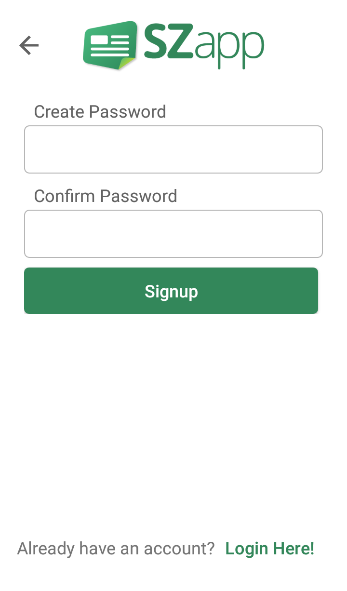 SZapp
Create Password
Confirm Password
Signup
Already have an account? Login Here!